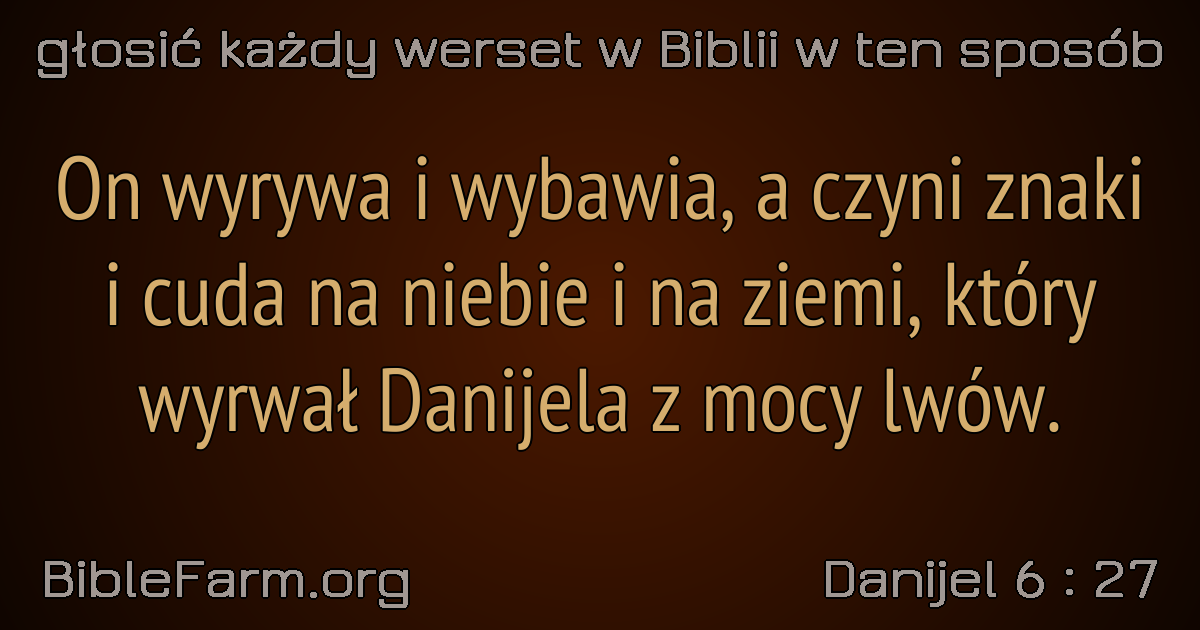 głosić każdy werset w Biblii w ten sposób
On wyrywa i wybawia, a czyni znaki
i cuda na niebie i na ziemi, który
wyrwał Danijela z mocy lwów.
BibleFarm.org
Danijel 6 : 27